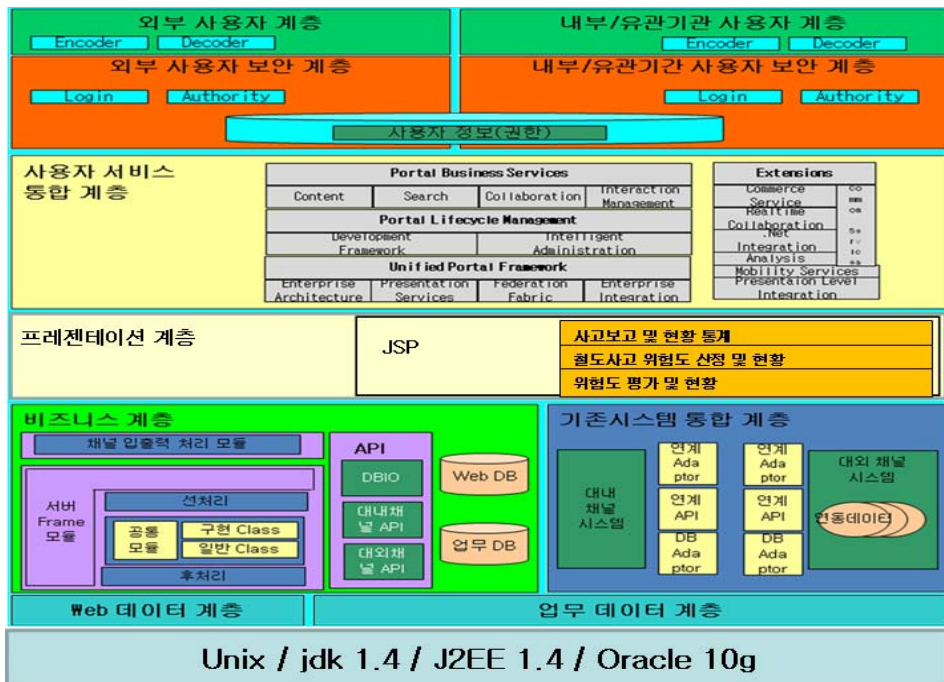 외부 사용자 계층
Encoder
Decoder
내부/유관기관 사용자 계층
Encoder
Decoder
외부 사용자 보안 계층
Login
Authority
내부/유관기간 사용자 보안 계층
Login
Authority
사용자 정보(권한)
사용자 서비스
통합 계층
Portal Business Services
Content
Search
Collaboration
Interaction
Management
Portal Lifecycle Management
Development
Framework
Intelligent
Administration
Unified Portal Framework
Enterprise
Architecture
Presentation
Services
Federation
Fabric
Enterprise
Integration
Extensions
Commerce
Service
Realtime
Collaboration
.Net
Integration
Analysis
Mobility Services
Presentaion Level
Integration
co
mm
on
Se
rv
ic
es
프레젠테이션 계층
JSP
사고보고 및 현황 통계
철도사고 위험도 산정 및 현황
위험도 평가 및 현황
비즈니스 계층
채널 입출력 처리 모듈
서버
Frame
모듈
선처리
공통
모듈
구현 Class
일반 Class
후처리
API
DBIO
대내채
널 API
대외채
널 API
Web DB
업무 DB
기존시스템 통합 계층
대내
채널
시스템
연계
Ada
ptor
연계
API
DB
Ada
ptor
연계
Ada
ptor
연계
API
DB
Ada
ptor
대외 채널
시스템
연동데이터
Web 데이터 계층
업무 데이터 계층
Unix / jdk 1.4 / J2EE 1.4 / Oracle 10g